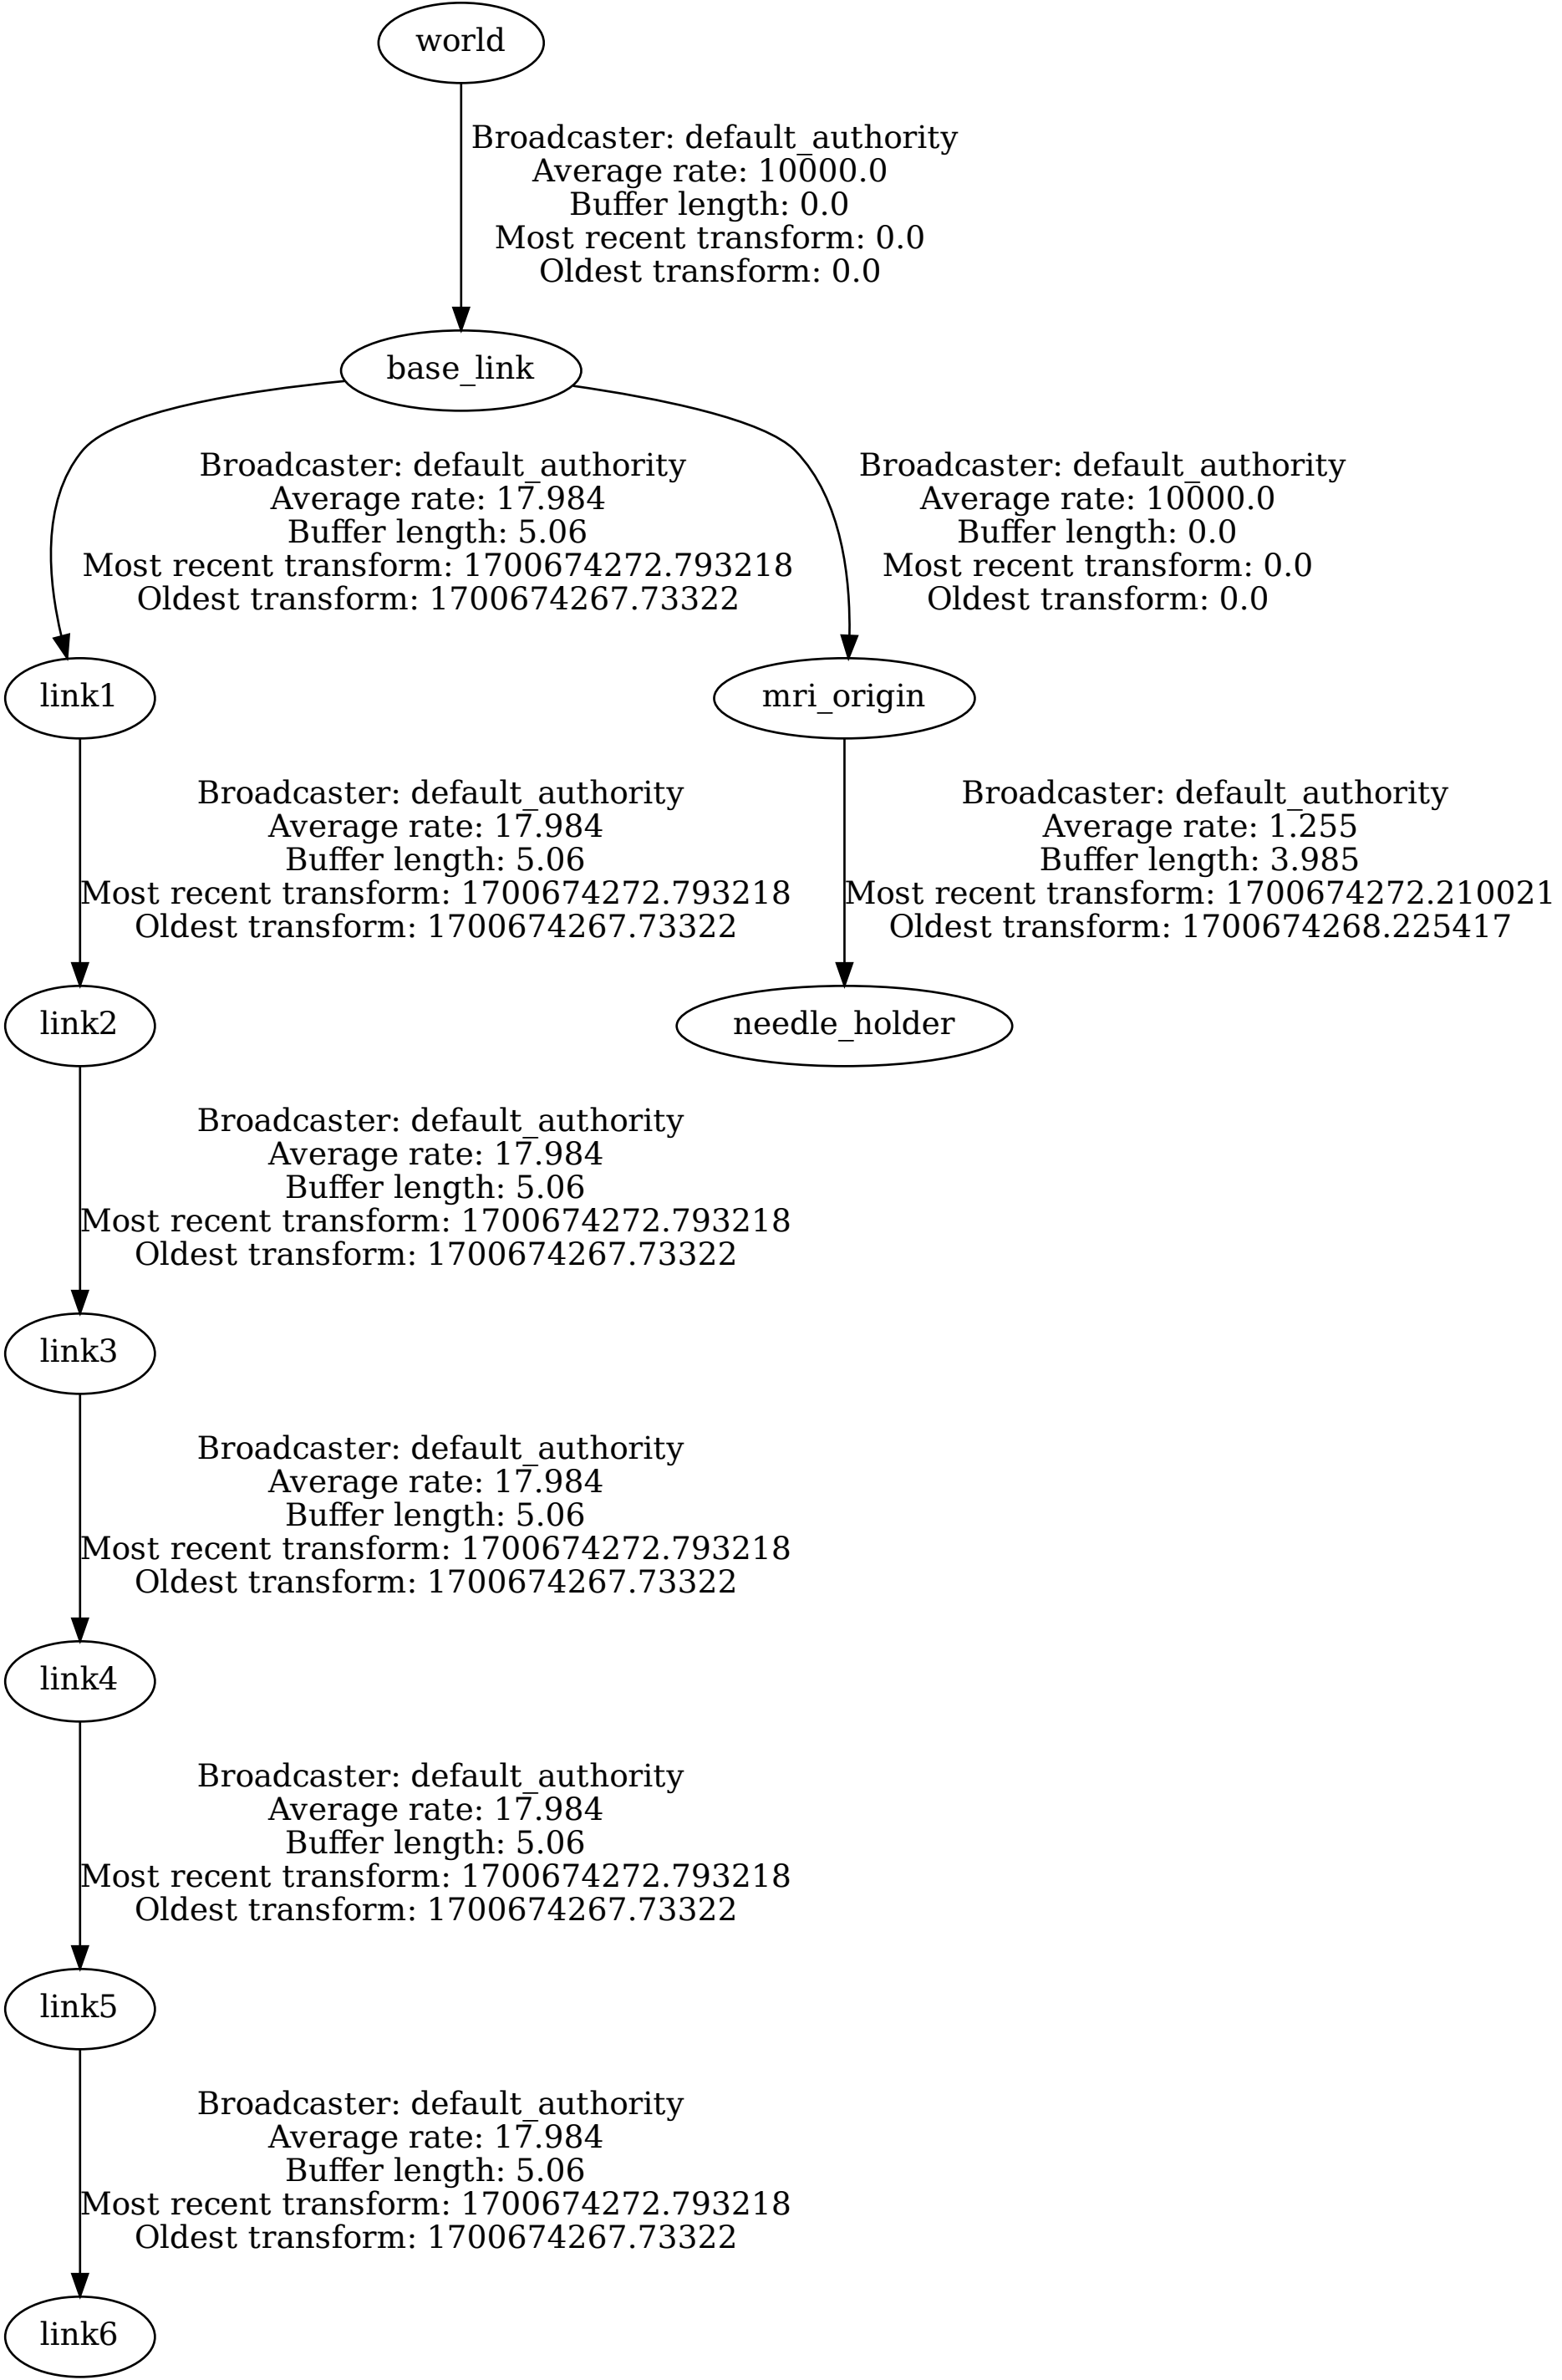 world
Broadcaster: default_authority
Average rate: 10000.0
Buffer length: 0.0
Most recent transform: 0.0
Oldest transform: 0.0
base_link
Broadcaster: default_authority
Average rate: 17.984
Buffer length: 5.06
Most recent transform: 1700674272.793218
Oldest transform: 1700674267.73322
Broadcaster: default_authority
Average rate: 10000.0
Buffer length: 0.0
Most recent transform: 0.0
Oldest transform: 0.0
link1
mri_origin
Broadcaster: default_authority
Average rate: 17.984
Buffer length: 5.06
Most recent transform: 1700674272.793218
Oldest transform: 1700674267.73322
Broadcaster: default_authority
Average rate: 1.255
Buffer length: 3.985
Most recent transform: 1700674272.210021
Oldest transform: 1700674268.225417
link2
needle_holder
Broadcaster: default_authority
Average rate: 17.984
Buffer length: 5.06
Most recent transform: 1700674272.793218
Oldest transform: 1700674267.73322
link3
Broadcaster: default_authority
Average rate: 17.984
Buffer length: 5.06
Most recent transform: 1700674272.793218
Oldest transform: 1700674267.73322
link4
Broadcaster: default_authority
Average rate: 17.984
Buffer length: 5.06
Most recent transform: 1700674272.793218
Oldest transform: 1700674267.73322
link5
Broadcaster: default_authority
Average rate: 17.984
Buffer length: 5.06
Most recent transform: 1700674272.793218
Oldest transform: 1700674267.73322
link6